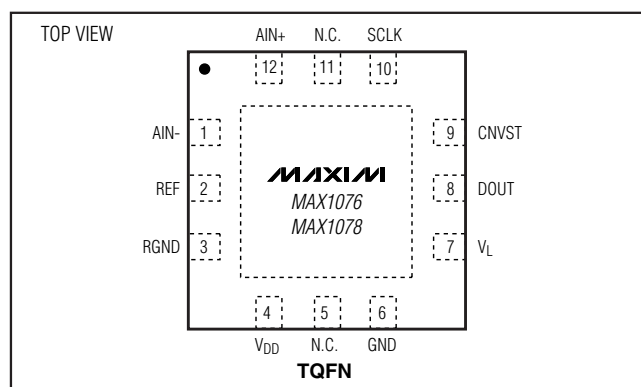 TOP VIEW
AIN+ N.C. SCLK
12 11 10
AIN- 1 9 CNVST
MAXIM
REF 2 MAX1076 8 DOUT
MAX1078
RGND 3 7 VL
4 5 6
VDD N.C. GND
TQFN